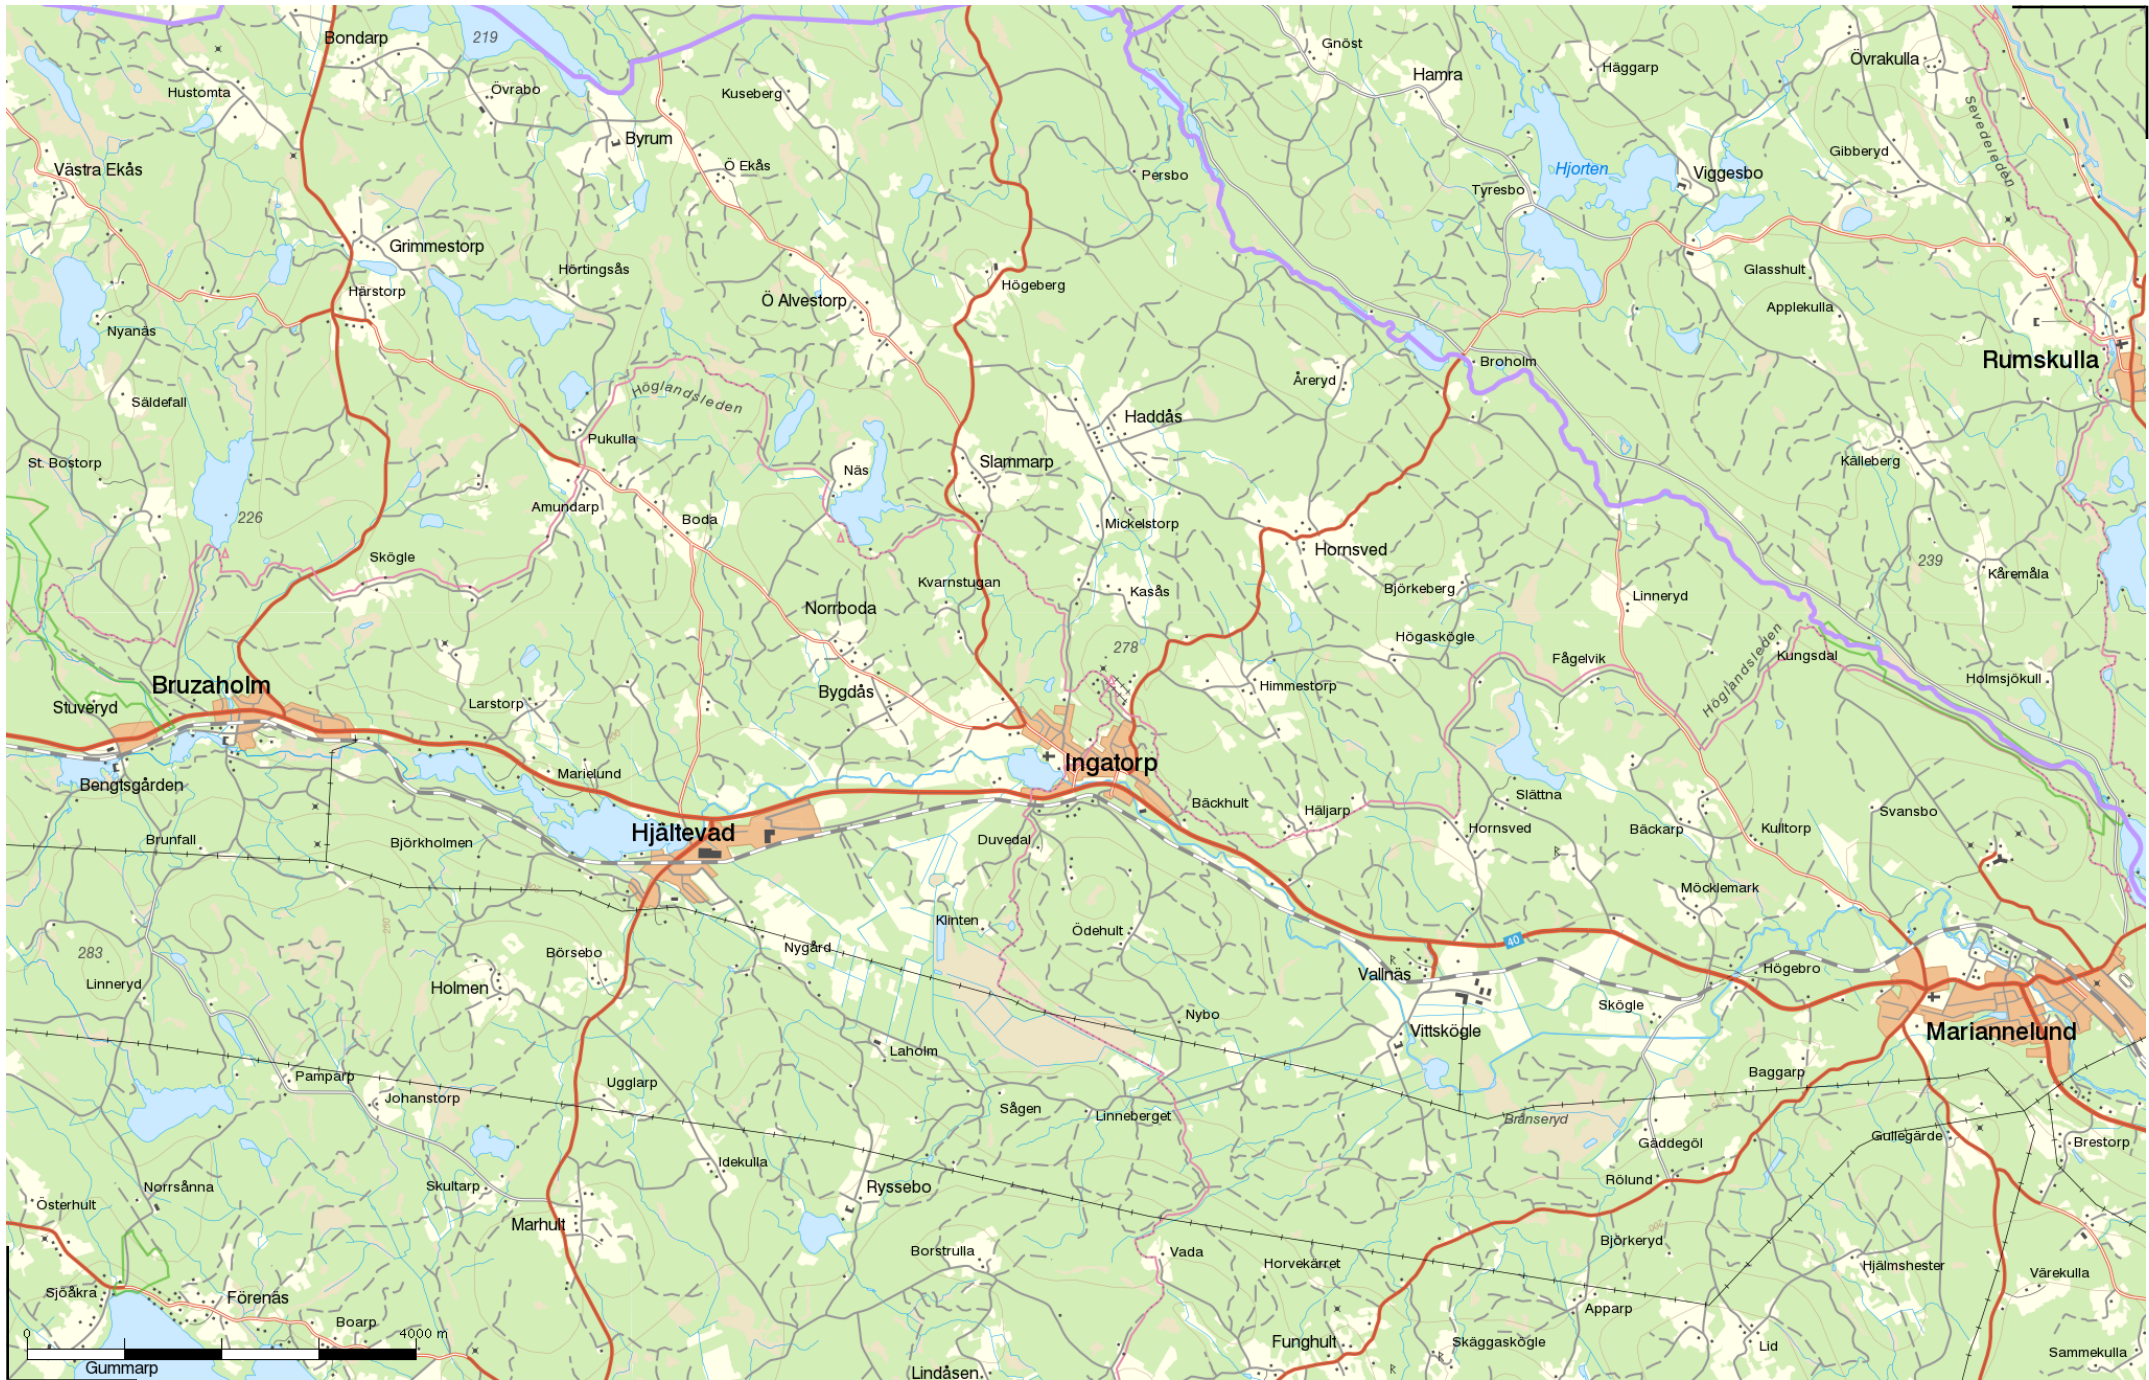 Bondarp
219
Gnöst
Övrakulla
Häggarp
Hamra
Hustomta
Övrabo
Kuseberg
Byrum
Sevedeleden
Gibberyd
Västra Ekås
Ö Ekås
Persbo
Hjorten
Viggesbo
Tyresbo
Grimmestorp
Hörtingsås
Glasshult
Härstorp
Ö Alvestorp
Högeberg
Applekulla
Nyanäs
Rumskulla
Broholm
Åreryd
Höglandsleden
Säldefall
Haddås
Pukulla
St. Bostorp
Näs
Slammarp
Källeberg
Amundarp
226
Boda
Mickelstorp
Hornsved
Skögle
239
Kåremåla
Kvarnstugan
Kasås
Björkeberg
Linneryd
Norrboda
Högaskögle
278
Fågelvik
Höglandsleden
Kungsdal
Bruzaholm
Bygdås
Himmestorp
Holmsjökull
Stuveryd
Larstorp
Ingatorp
Bengtsgården
Marielund
Bäckhult
Häljarp
Slättna
Svansbo
Hjältevad
Hornsved
Bäckarp
Kulltorp
Brunfall
Björkholmen
Duvedal
Möcklemark
Klinten
Ödehult
40
283
Börsebo
Nygård
Vallnäs
Högebro
Linneryd
Holmen
Skögle
Nybo
Vittskögle
Mariannelund
Laholm
Pamparp
Ugglarp
Baggarp
Johanstorp
Sågen
Linneberget
Brånseryd
Gäddegöl
Gullegärde
Brestorp
Idekulla
Norrsånna
Skultarp
Ryssebo
Rölund
Österhult
Marhult
200
Björkeryd
Borstrulla
Vada
Horvekärret
Hjälmshester
Värekulla
Sjöåkra
Förenäs
Apparp
Boarp
0
4000 m
Funghult
Skäggaskögle
Lid
Sammekulla
Gummarp
Lindåsen